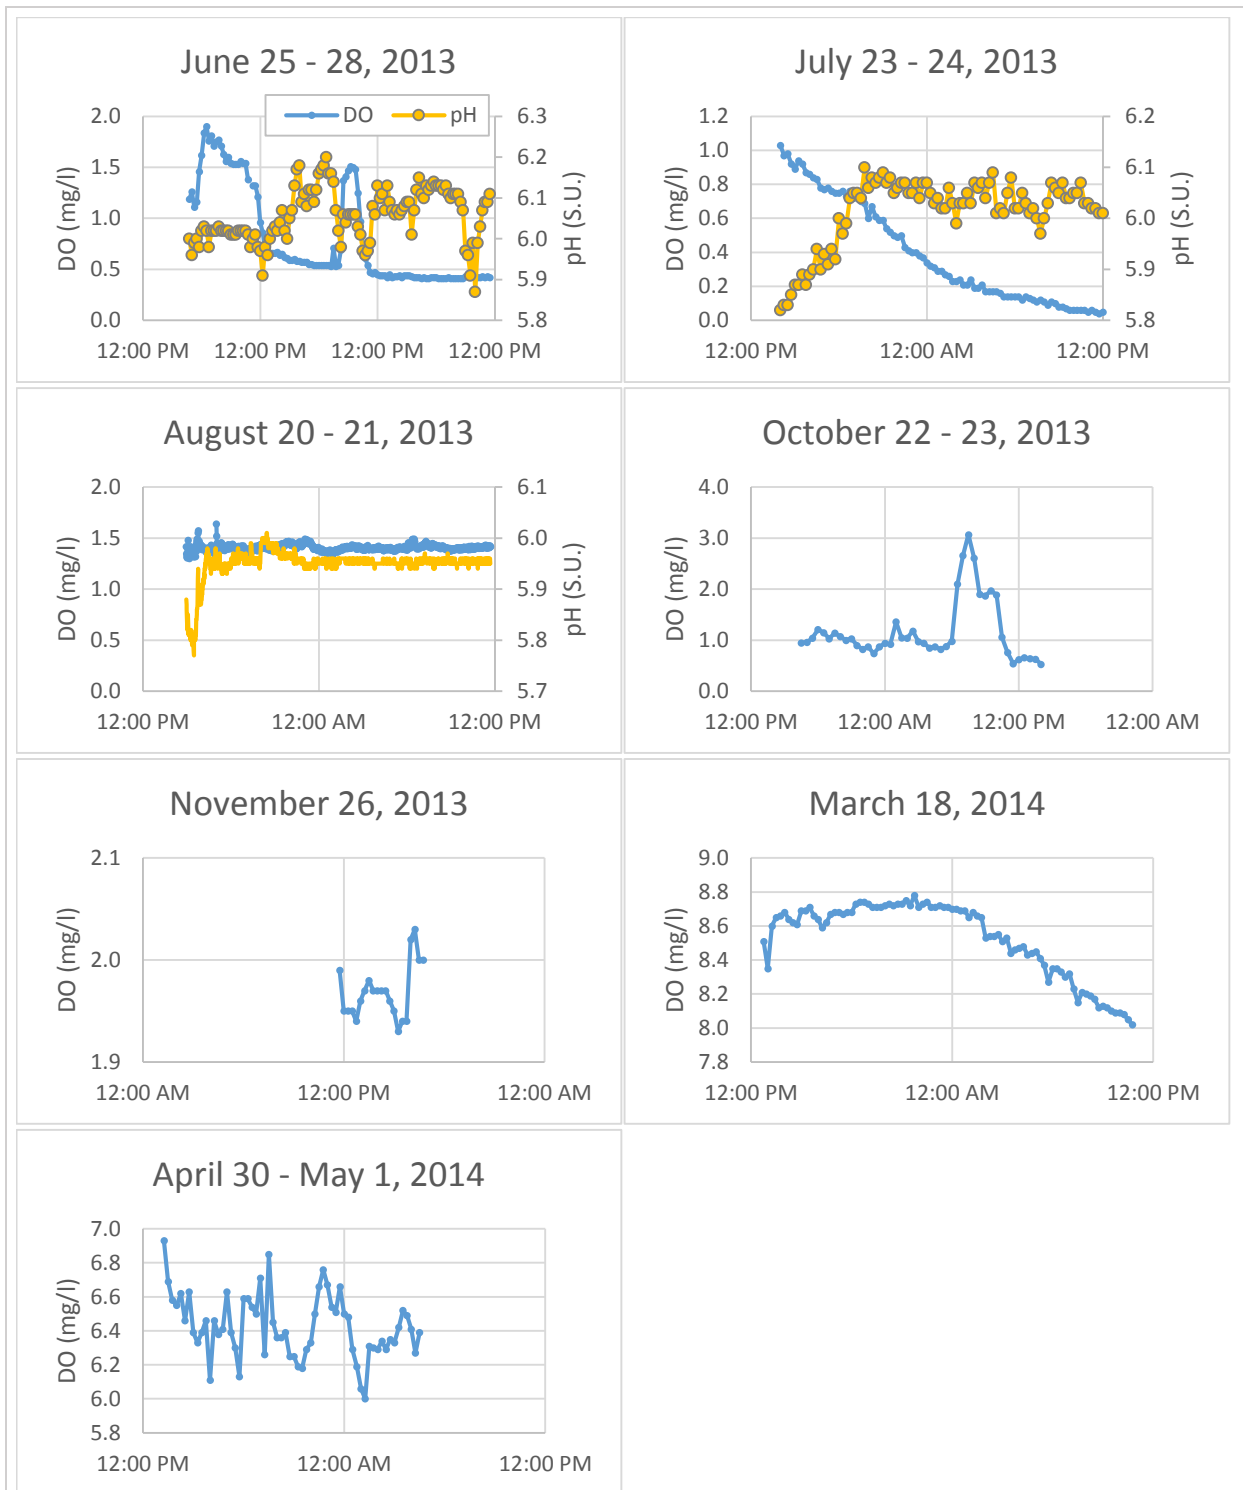 June 25 - 28, 2013
DO pH
2.0
1.5
1.0
0.5
0.0
DO (mg/l)
6.3
6.2
6.1
6.0
5.9
5.8
pH (S.U.)
12:00 PM 12:00 PM 12:00 PM 12:00 PM
July 23 - 24, 2013
1.2
1.0
0.8
0.6
0.4
0.2
0.0
DO (mg/l)
6.2
6.1
6.0
5.9
5.8
pH (S.U.)
12:00 PM 12:00 AM 12:00 PM
August 20 - 21, 2013
2.0
1.5
1.0
0.5
0.0
DO (mg/l)
6.1
6.0
5.9
5.8
5.7
pH (S.U.)
12:00 PM 12:00 AM 12:00 PM
October 22 - 23, 2013
4.0
3.0
2.0
1.0
0.0
DO (mg/l)
12:00 PM 12:00 AM 12:00 PM 12:00 AM
November 26, 2013
2.1
2.0
1.9
DO (mg/l)
12:00 AM 12:00 PM 12:00 AM
March 18, 2014
9.0
8.8
8.6
8.4
8.2
8.0
7.8
DO (mg/l)
12:00 PM 12:00 AM 12:00 PM
April 30 - May 1, 2014
7.0
6.8
6.6
6.4
6.2
6.0
5.8
DO (mg/l)
12:00 PM 12:00 AM 12:00 PM